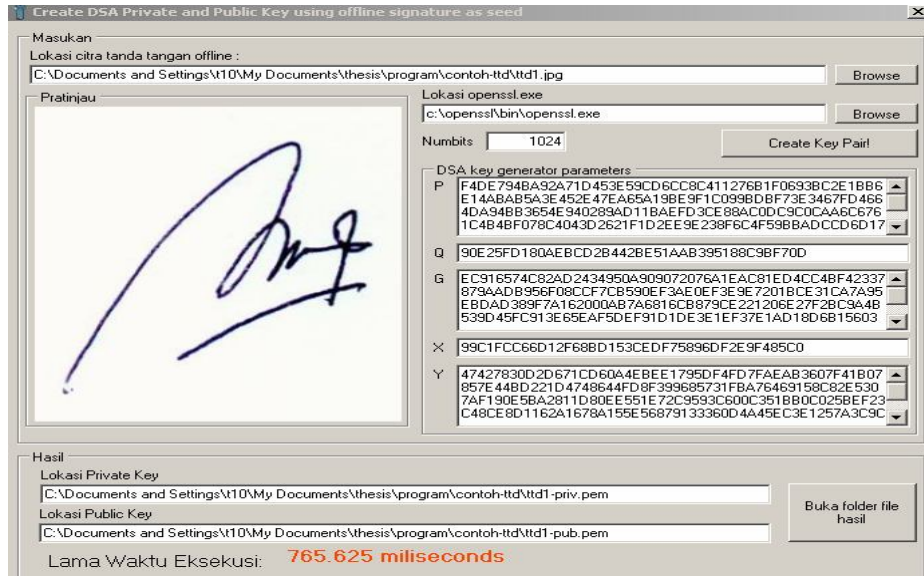 Create DSA Private and Public Key using offline signature as seed
Masukan
Lokasi citra tanda tangan offline :
C:\Documents and Settings\t10\My Documents\thesis\program\contoh-ttd\ttd1.jpg
Browse
Pratinjau
Lokasi openssl.exe
c:\openssl\bin\openssl.exe
Browse
Numbits 1024
Create Key Pair!
DSA key generator parameters
P
F4DE794BA92A71D453E59CD6CC8C411276B1F0693BC2E1BB6
E14ABAB5A3E452E47EA65A19BE9F1C099BDBF73E3467FD466
4DA94BB3654E940289AD11BAEFD3CE88AC0DC9C0CAA6C676
1C4B4BF078C4043D2621F1D2EE9E238F6C4F59BBADCCD6D17
Q
90E25FD180AEBCD2B442BE51AAB395188C9BF70D
G
EC916574C82AD2434950A909072076A1EAC81ED4CC4BF42337
879AADB956F08CCF7CB590EF3AE0EF3E9E7201BCE31CA7A95
EBDAD389F7A162000AB7A6816CB879CE221206E27F2BC9A4B
539D45FC913E65EAF5DEF91D1DE3E1EF37E1AD18D6B15603
X
99C1FCC66D12F68BD153CEDF75896DF2E9F485C0
Y
47427830D2D671CD60A4EBEE1795DF4FD7FAEAB3607F41B07
857E44BD221D4748644FD8F399685731FBA76469158C82E530
7AF190E5BA2811D80EE551E72C9593C600C351BB0C025BEF23
C48CE8D1162A1678A155E56879133360D4A45EC3E1257A3C9C
Hasil
Lokasi Private Key
C:\Documents and Settings\t10\My Documents\thesis\program\contoh-ttd\ttd1-priv.pem
Lokasi Public Key
C:\Documents and Settings\t10\My Documents\thesis\program\contoh-ttd\ttd1-pub.pem
Buka folder file
hasil
Lama Waktu Eksekusi: 765.625 miliseconds